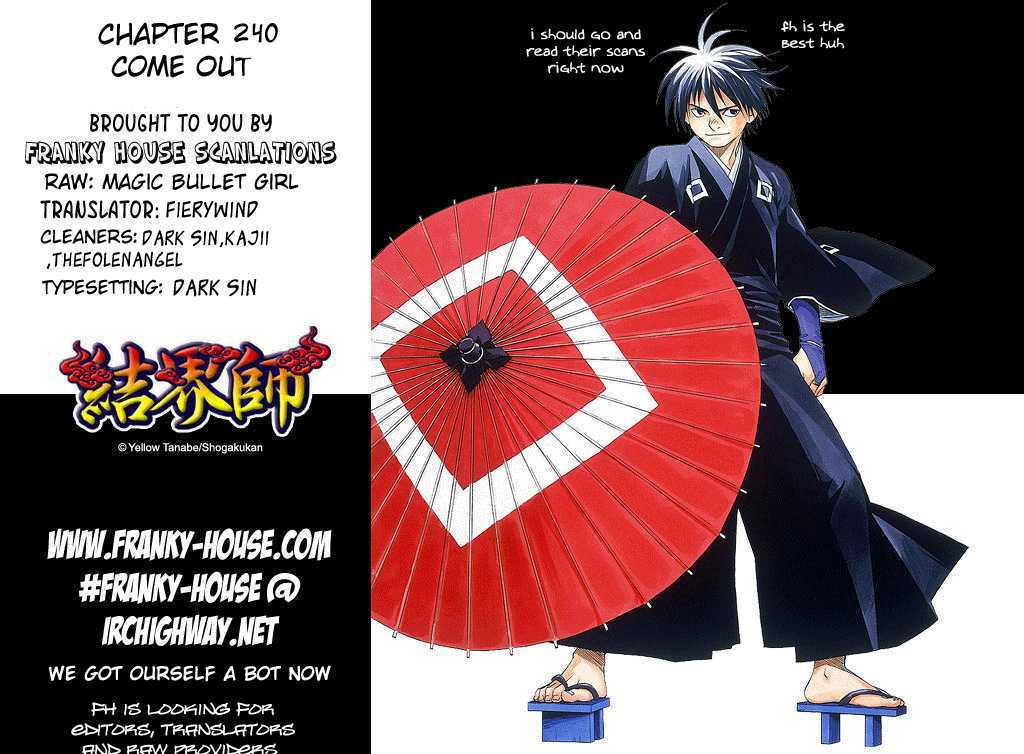 CHAPTER 240
COME OUT
BROUGHT TO YOU BY
FRANKY HOUSE SCANLATIONS
RAW: MAGIC BULLET GIRL
TRANSLATOR: FIERYWIND
CLEANERS: DARK SIN,KAJII
,THEFOLENANGEL
TYPESETTING: DARK SIN
結界師
© Yellow Tanabe/Shogakukan
WWW.FRANKY-HOUSE.COM
#FRANKY-HOUSE @
IRCHIGHWAY.NET
WE GOT OURSELF A BOT NOW
FH IS LOOKING FOR
EDITORS, TRANSLATORS
AND RAW PROVIDERS
i should go and
read their scans
right now
fh is the
best huh